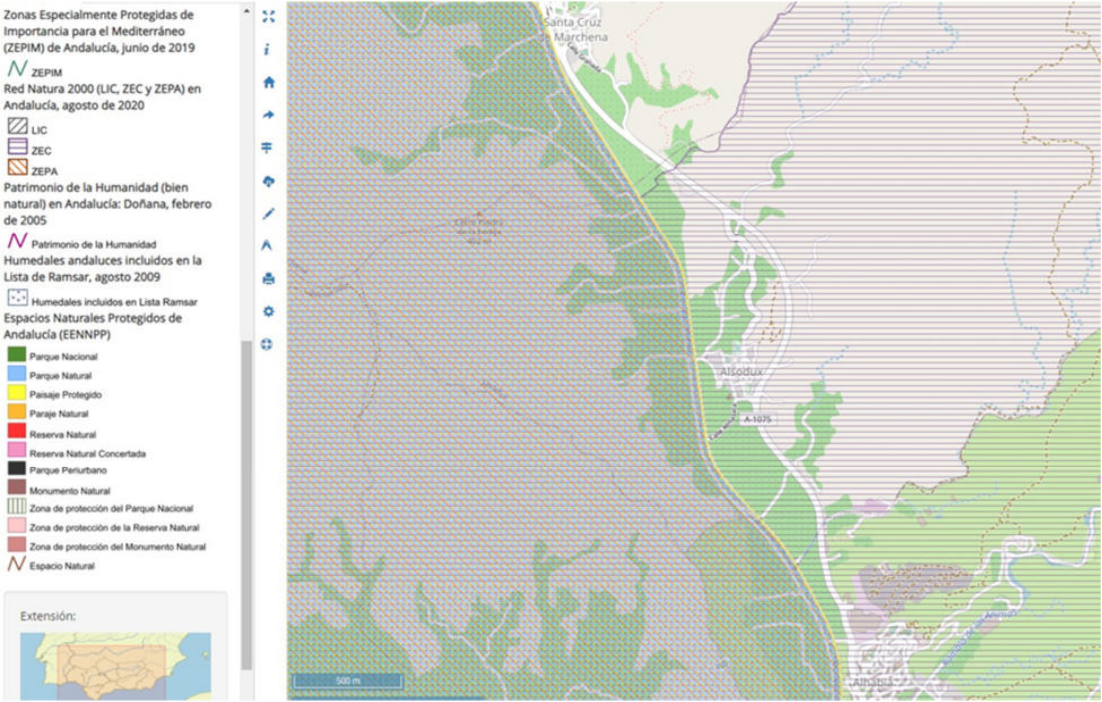 Zonas Especialmente Protegidas de
Importancia para el Mediterráneo
(ZEPIM) de Andalucía, junio de 2019
ZEPIM
Red Natura 2000 (LIC, ZEC y ZEPA) en
Andalucía, agosto de 2020
LIC
ZEC
ZEPA
Patrimonio de la Humanidad (bien
natural) en Andalucía: Doñana, febrero
de 2005
Patrimonio de la Humanidad
Humedales andaluces incluidos en la
Lista de Ramsar, agosto 2009
Humedales incluidos en Lista Ramsar
Espacios Naturales Protegidos de
Andalucía (EENNPP)
Parque Nacional
Parque Natural
Paisaje Protegido
Paraje Natural
Reserva Natural
Reserva Natural Concertada
Parque Periurbano
Monumento Natural
Zona de protección del Parque Nacional
Zona de protección de la Reserva Natural
Zona de protección del Monumento Natural
Espacio Natural
Extensión:
Santa Cruz
de Marchena
Calle Granada
Alsodux
A-1075
Alhabia
500 m